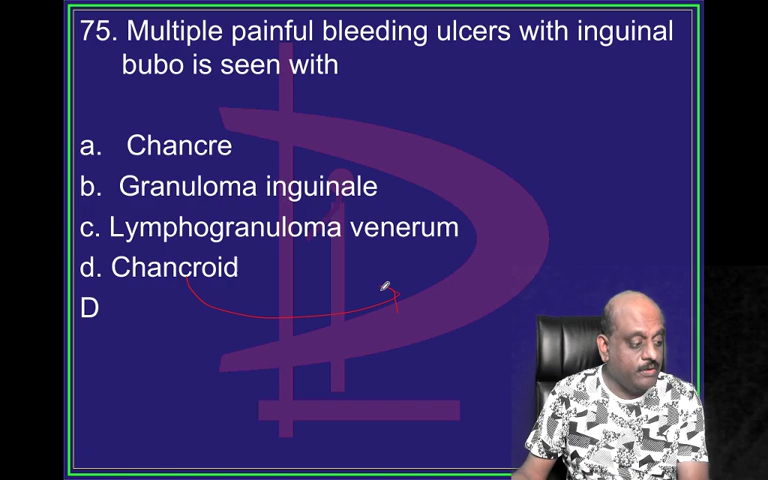 75. Multiple painful bleeding ulcers with inguinal
bubo is seen with
a. Chancre
b. Granuloma inguinale
c. Lymphogranuloma venerum
d. Chancroid
D